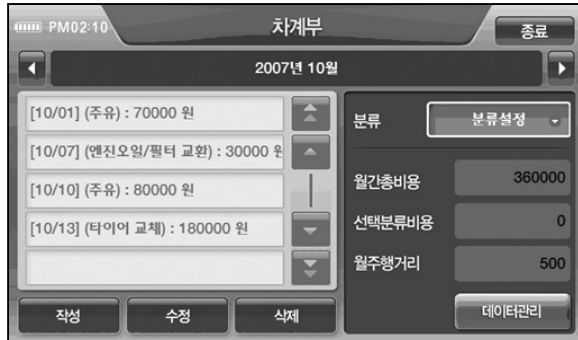 PM02:10
차계부
종료
2007년 10월
[10/01] (주유) : 70000 원
[10/07] (엔진오일/필터 교환) : 30000 원
[10/10] (주유) : 80000 원
[10/13] (타이어 교체) : 180000 원
분류
분류설정
월간총비용
360000
선택분류비용
0
월주행거리
500
작성
수정
삭제
데이터관리